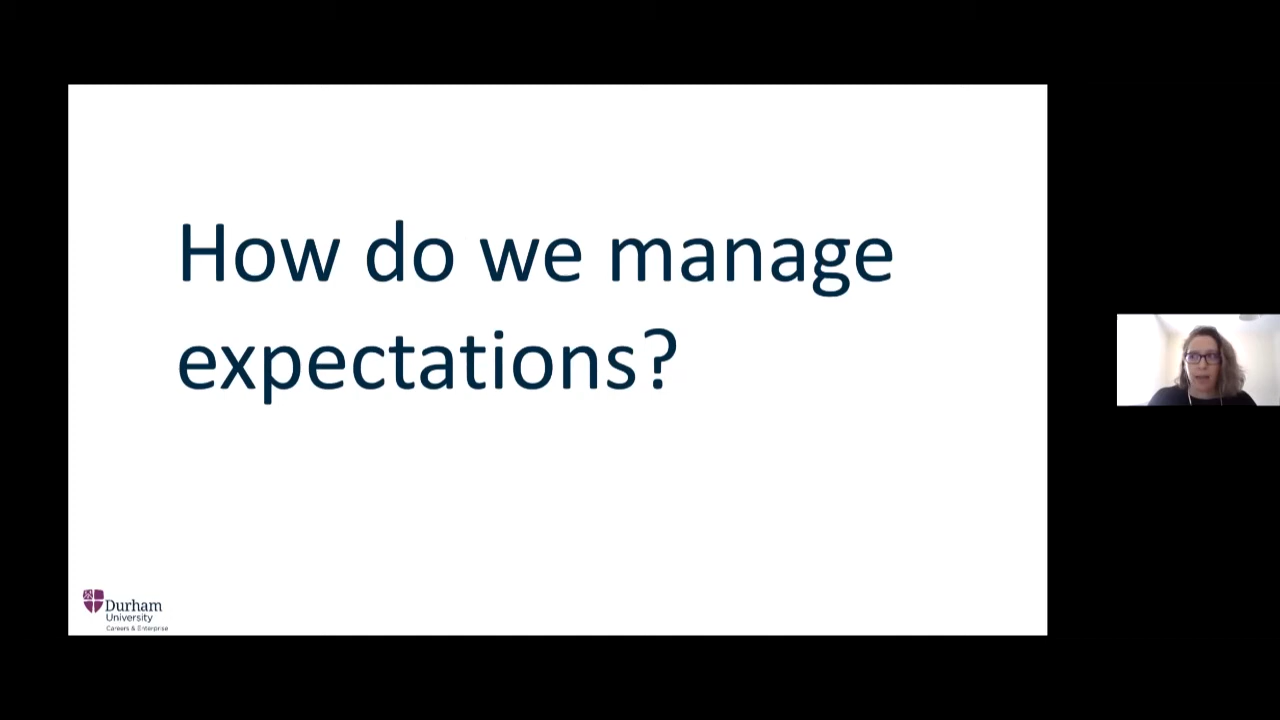 How do we manage
expectations?
Durham
University
Careers & Enterprise